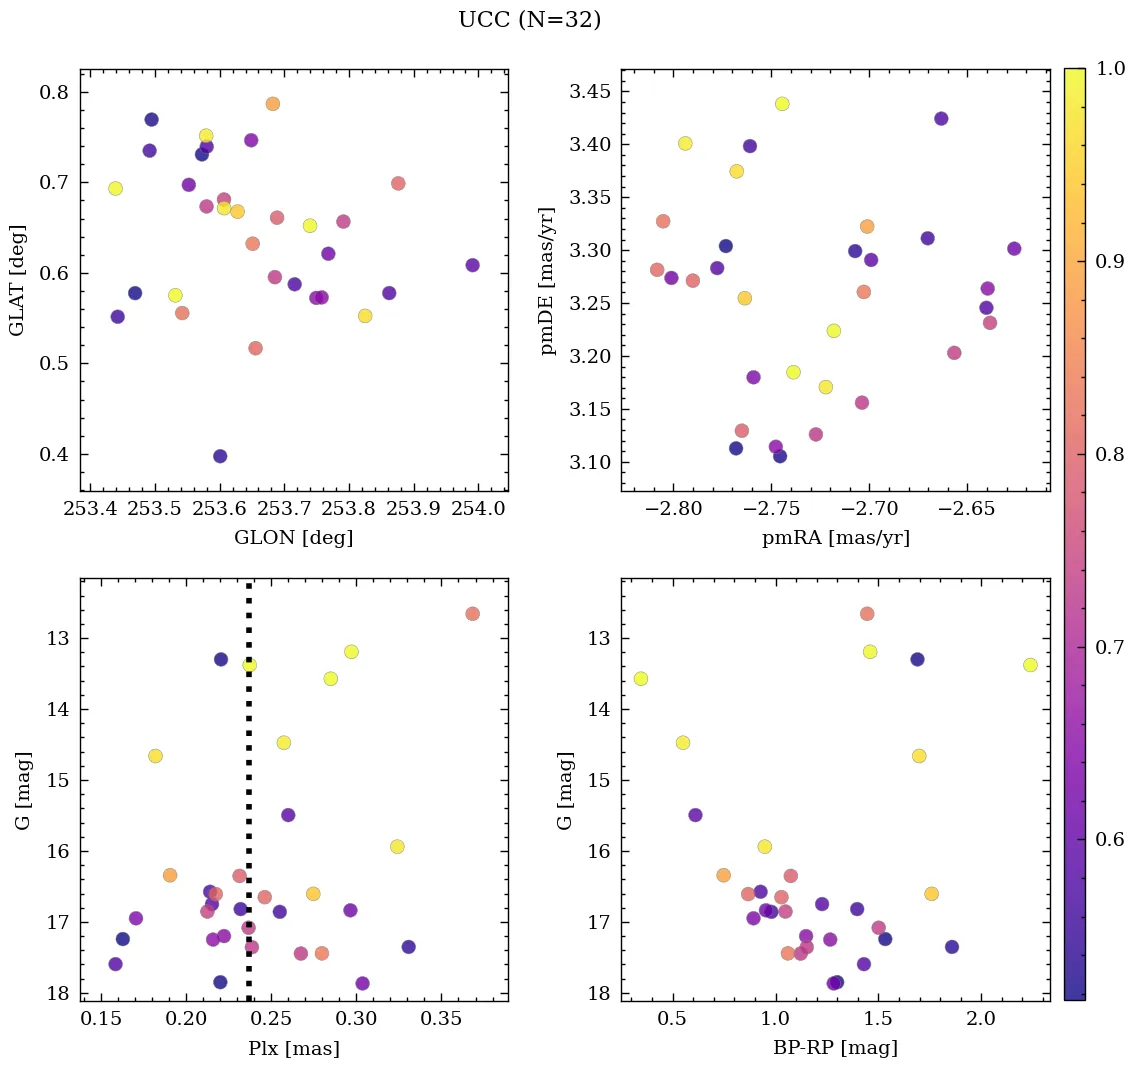 UCC (N=32)
0.8
0.7
0.6
0.5
0.4
GLAT [deg]
253.4 253.5 253.6 253.7 253.8 253.9 254.0
GLON [deg]
3.45
3.40
3.35
3.30
3.25
3.20
3.15
3.10
pmDE [mas/yr]
−2.80 −2.75 −2.70 −2.65
pmRA [mas/yr]
1.0
0.9
0.8
0.7
0.6
13
14
15
16
17
18
G [mag]
0.15 0.20 0.25 0.30 0.35
Plx [mas]
13
14
15
16
17
18
G [mag]
0.5 1.0 1.5 2.0
BP-RP [mag]